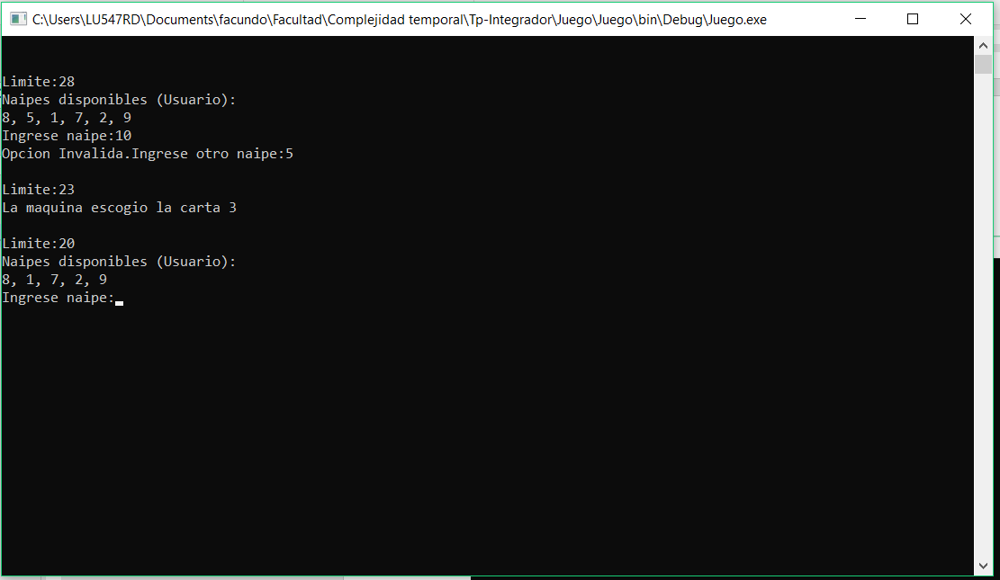 C:\Users\LU547RD\Documents\facundo\Facultad\Complejidad temporal\Tp-Integrador\Juego\Juego\bin\Debug\Juego.exe
Limite:28
Naipes disponibles (Usuario):
8, 5, 1, 7, 2, 9
Ingrese naipe:10
Opcion Invalida.Ingrese otro naipe:5
Limite:23
La maquina escogio la carta 3
Limite:20
Naipes disponibles (Usuario):
8, 1, 7, 2, 9
Ingrese naipe: